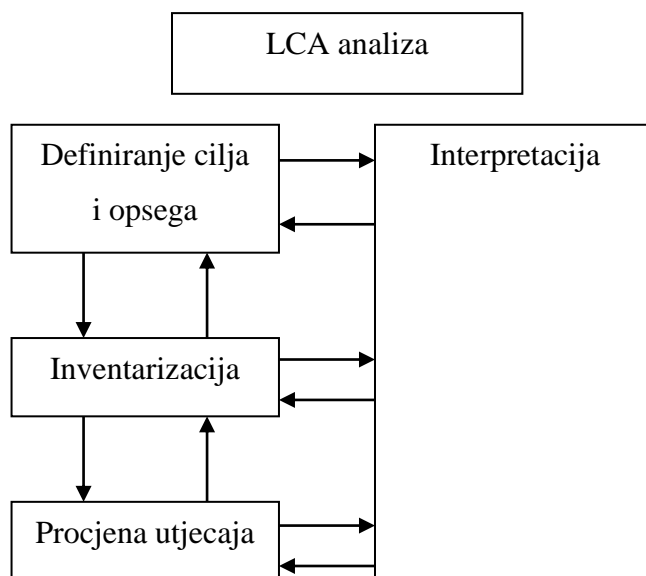 LCA analiza
Definiranje cilja
i opsega
Interpretacija
Inventarizacija
Procjena utjecaja